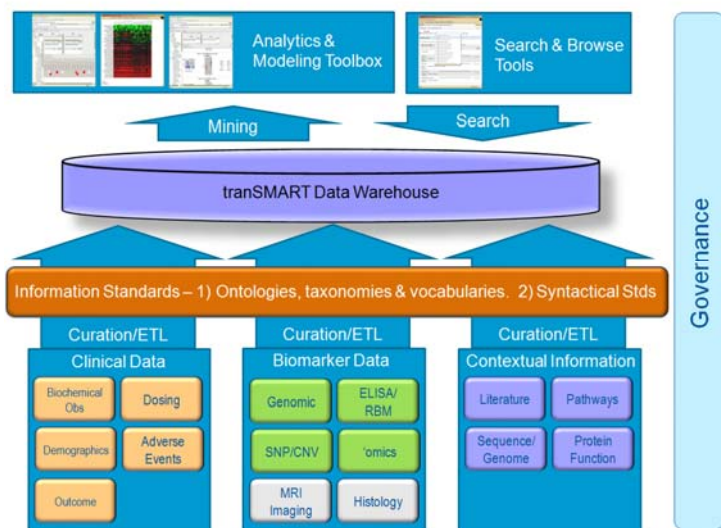 Analytics &
Modeling Toolbox
Search & Browse
Tools
Mining
Search
tranSMART Data Warehouse
Governance
Information Standards – 1) Ontologies, taxonomies & vocabularies. 2) Syntactical Stds
Curation/ETL
Curation/ETL
Curation/ETL
Clinical Data
Biochemical
Obs
Dosing
Demographics
Adverse
Events
Outcome
Biomarker Data
Genomic
ELISA/
RBM
SNP/CNV
'omics
MRI
Imaging
Histology
Contextual Information
Literature
Pathways
Sequence/
Genome
Protein
Function